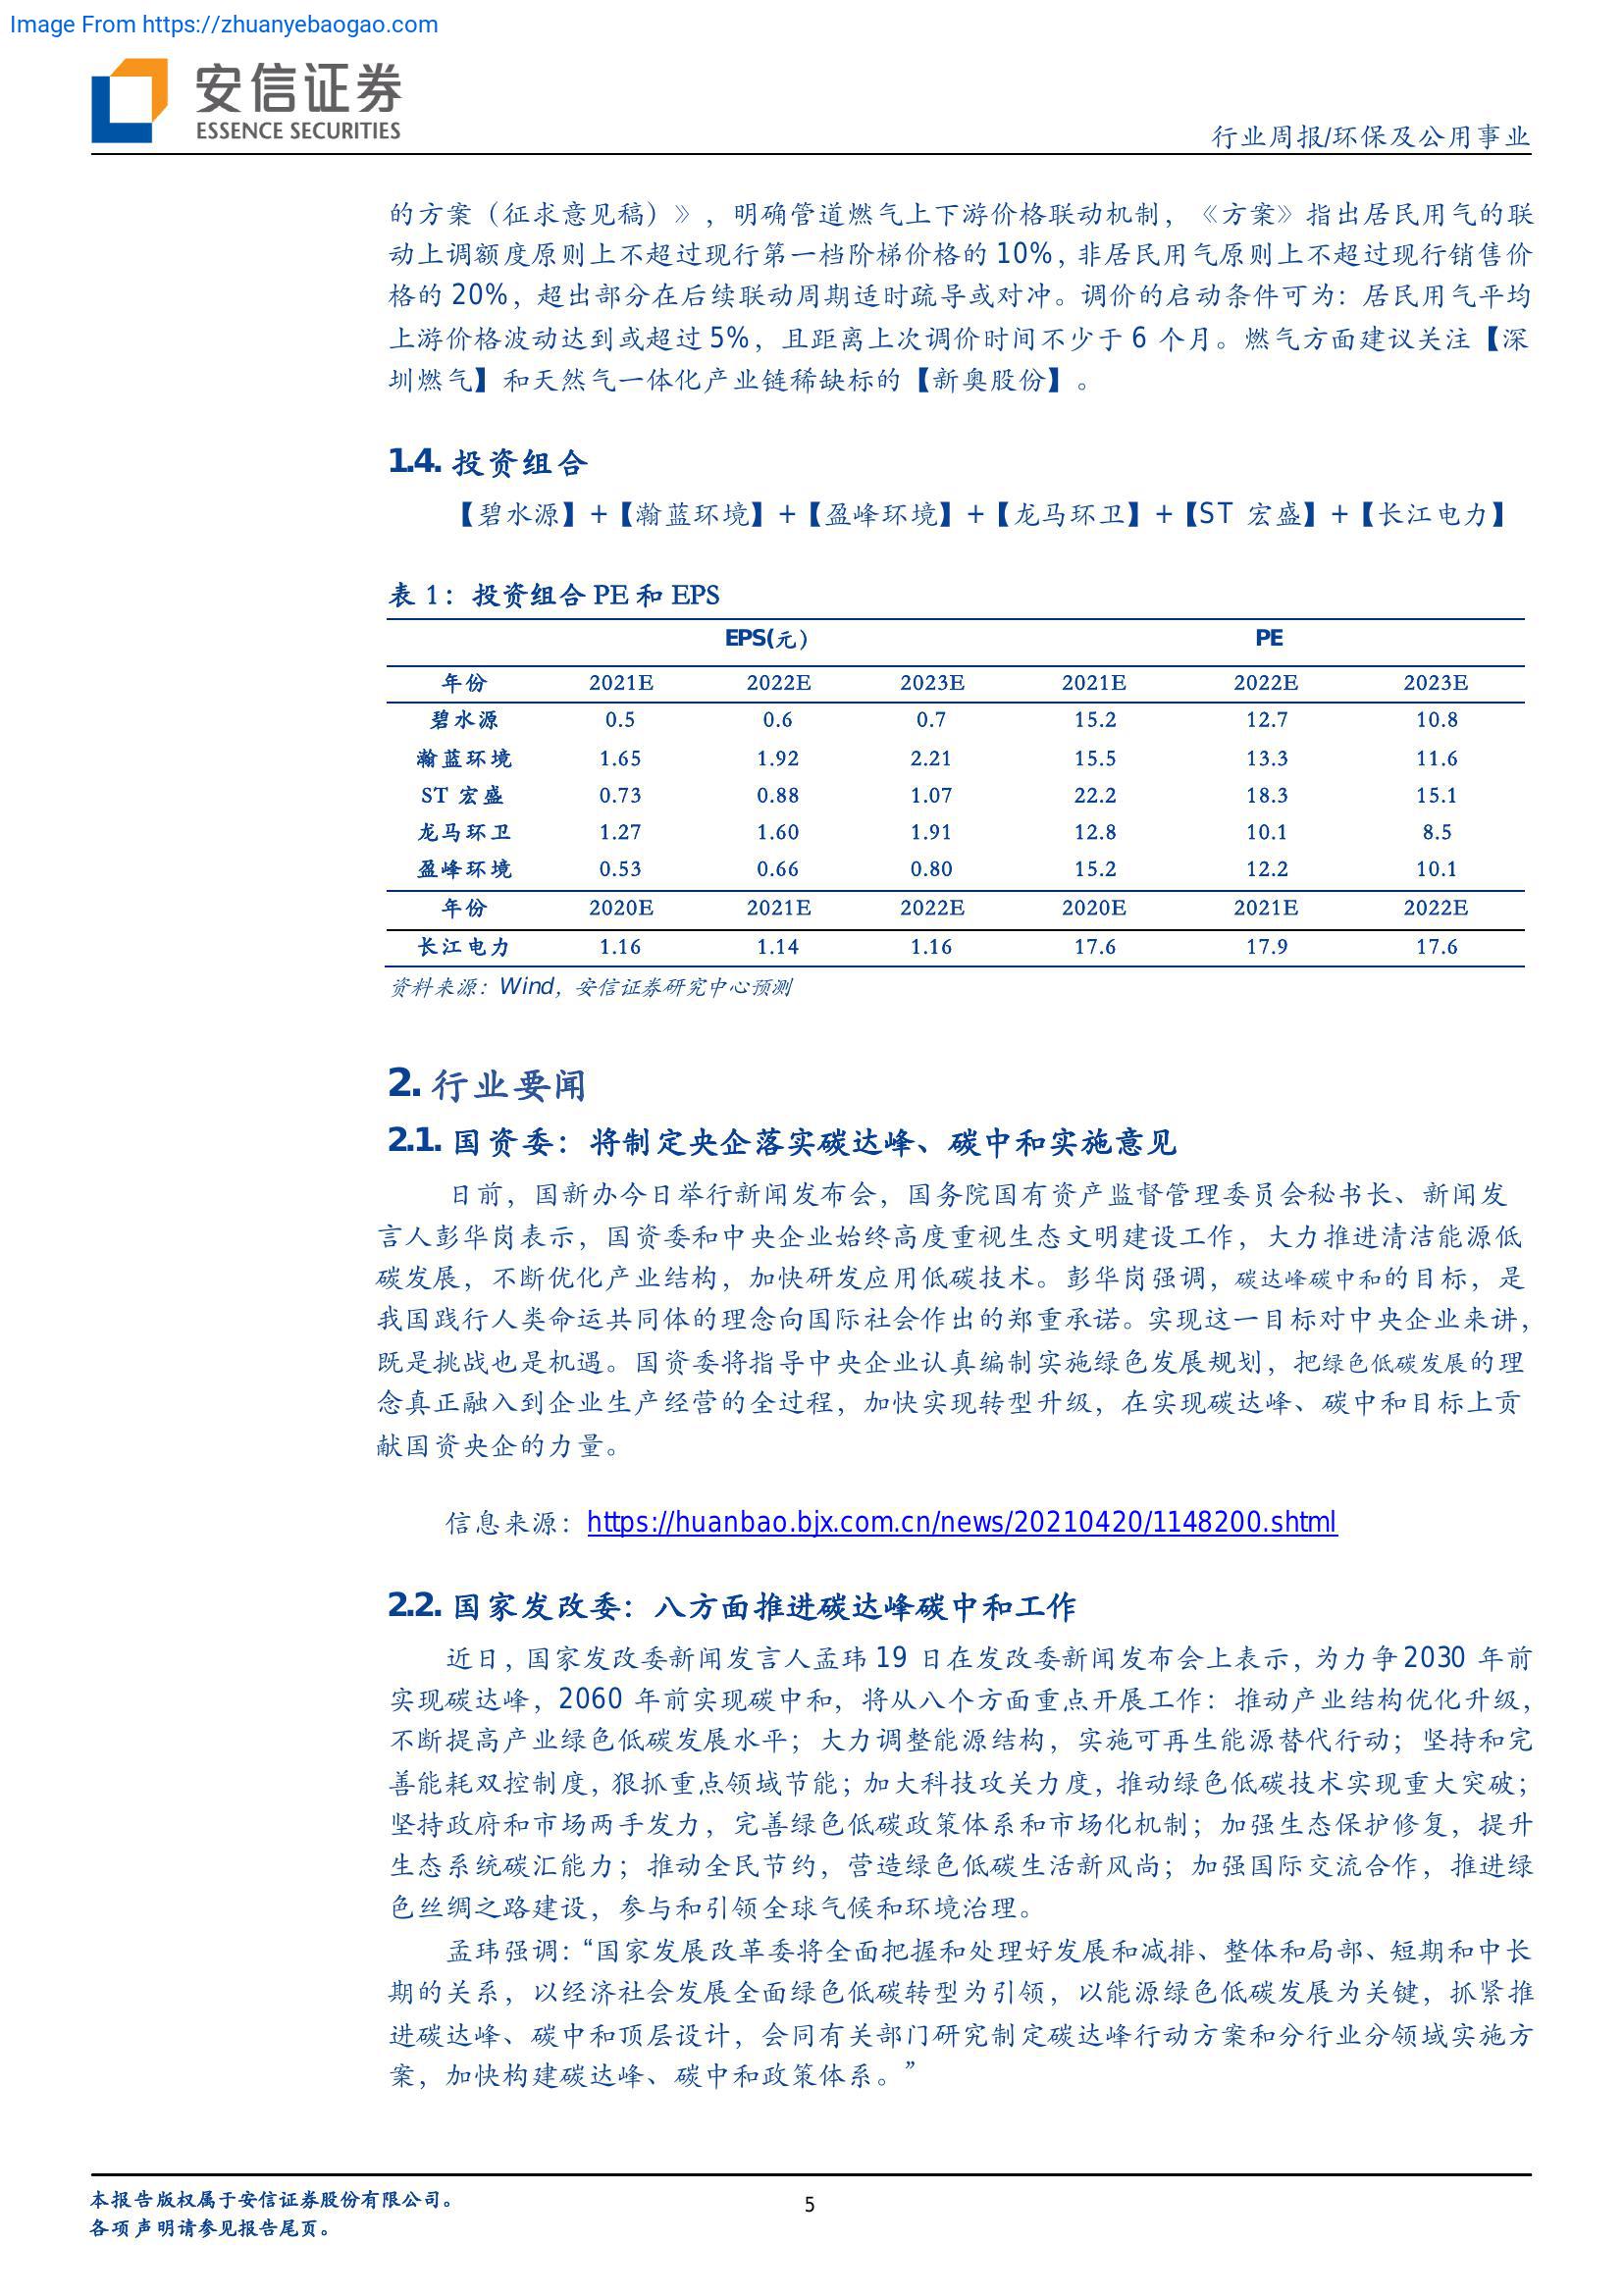 Image From https://zhuanyebaogao.com
安信证券
ESSENCE SECURITIES
行业周报/环保及公用事业
的方案（征求意见稿）》，明确管道燃气上下游价格联动机制，《方案》指出居民用气的联
动上调额度原则上不超过现行第一档阶梯价格的 10%，非居民用气原则上不超过现行销售价
格的 20%，超出部分在后续联动周期适时疏导或对冲。调价的启动条件可为：居民用气平均
上游价格波动达到或超过 5%，且距离上次调价时间不少于 6 个月。燃气方面建议关注【深
圳燃气】和天然气一体化产业链稀缺标的【新奥股份】。
1.4. 投资组合
【碧水源】+【瀚蓝环境】+【盈峰环境】+【龙马环卫】+【ST 宏盛】+【长江电力】
表 1：投资组合 PE 和 EPS
EPS(元） PE
年份 2021E 2022E 2023E 2021E 2022E 2023E
碧水源 0.5 0.6 0.7 15.2 12.7 10.8
瀚蓝环境 1.65 1.92 2.21 15.5 13.3 11.6
ST 宏盛 0.73 0.88 1.07 22.2 18.3 15.1
龙马环卫 1.27 1.60 1.91 12.8 10.1 8.5
盈峰环境 0.53 0.66 0.80 15.2 12.2 10.1
年份 2020E 2021E 2022E 2020E 2021E 2022E
长江电力 1.16 1.14 1.16 17.6 17.9 17.6
资料来源：Wind，安信证券研究中心预测
2. 行业要闻
2.1. 国资委：将制定央企落实碳达峰、碳中和实施意见
日前，国新办今日举行新闻发布会，国务院国有资产监督管理委员会秘书长、新闻发
言人彭华岗表示，国资委和中央企业始终高度重视生态文明建设工作，大力推进清洁能源低
碳发展，不断优化产业结构，加快研发应用低碳技术。彭华岗强调，碳达峰碳中和的目标，是
我国践行人类命运共同体的理念向国际社会作出的郑重承诺。实现这一目标对中央企业来讲，
既是挑战也是机遇。国资委将指导中央企业认真编制实施绿色发展规划，把绿色低碳发展的理
念真正融入到企业生产经营的全过程，加快实现转型升级，在实现碳达峰、碳中和目标上贡
献国资央企的力量。
信息来源：https://huanbao.bjx.com.cn/news/20210420/1148200.shtml
2.2. 国家发改委：八方面推进碳达峰碳中和工作
近日，国家发改委新闻发言人孟玮 19 日在发改委新闻发布会上表示，为力争 2030 年前
实现碳达峰，2060 年前实现碳中和，将从八个方面重点开展工作：推动产业结构优化升级，
不断提高产业绿色低碳发展水平；大力调整能源结构，实施可再生能源替代行动；坚持和完
善能耗双控制度，狠抓重点领域节能；加大科技攻关力度，推动绿色低碳技术实现重大突破；
坚持政府和市场两手发力，完善绿色低碳政策体系和市场化机制；加强生态保护修复，提升
生态系统碳汇能力；推动全民节约，营造绿色低碳生活新风尚；加强国际交流合作，推进绿
色丝绸之路建设，参与和引领全球气候和环境治理。
孟玮强调：“国家发展改革委将全面把握和处理好发展和减排、整体和局部、短期和中长
期的关系，以经济社会发展全面绿色低碳转型为引领，以能源绿色低碳发展为关键，抓紧推
进碳达峰、碳中和顶层设计，会同有关部门研究制定碳达峰行动方案和分行业分领域实施方
案，加快构建碳达峰、碳中和政策体系。”
本报告版权属于安信证券股份有限公司。
各项声明请参见报告尾页。
5